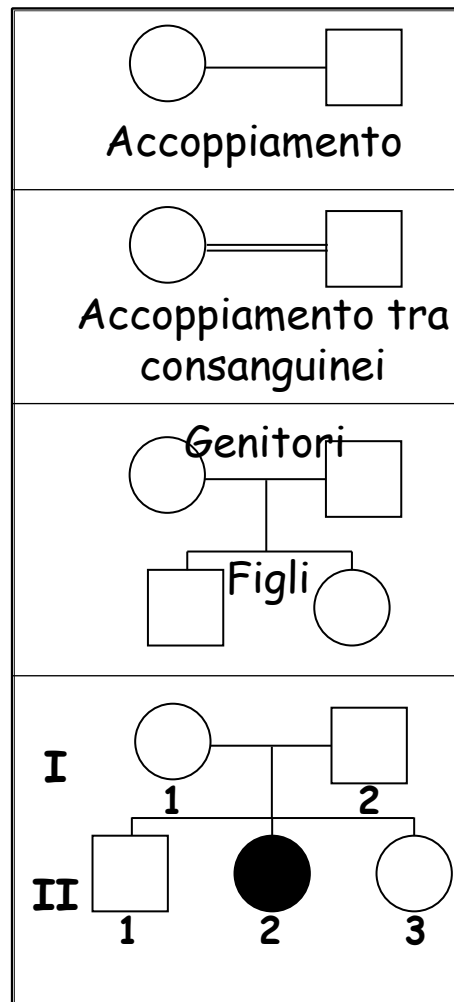 Accoppiamento
Accoppiamento tra
consanguinei
Genitori
Figli
I
1 2
II
1 2 3